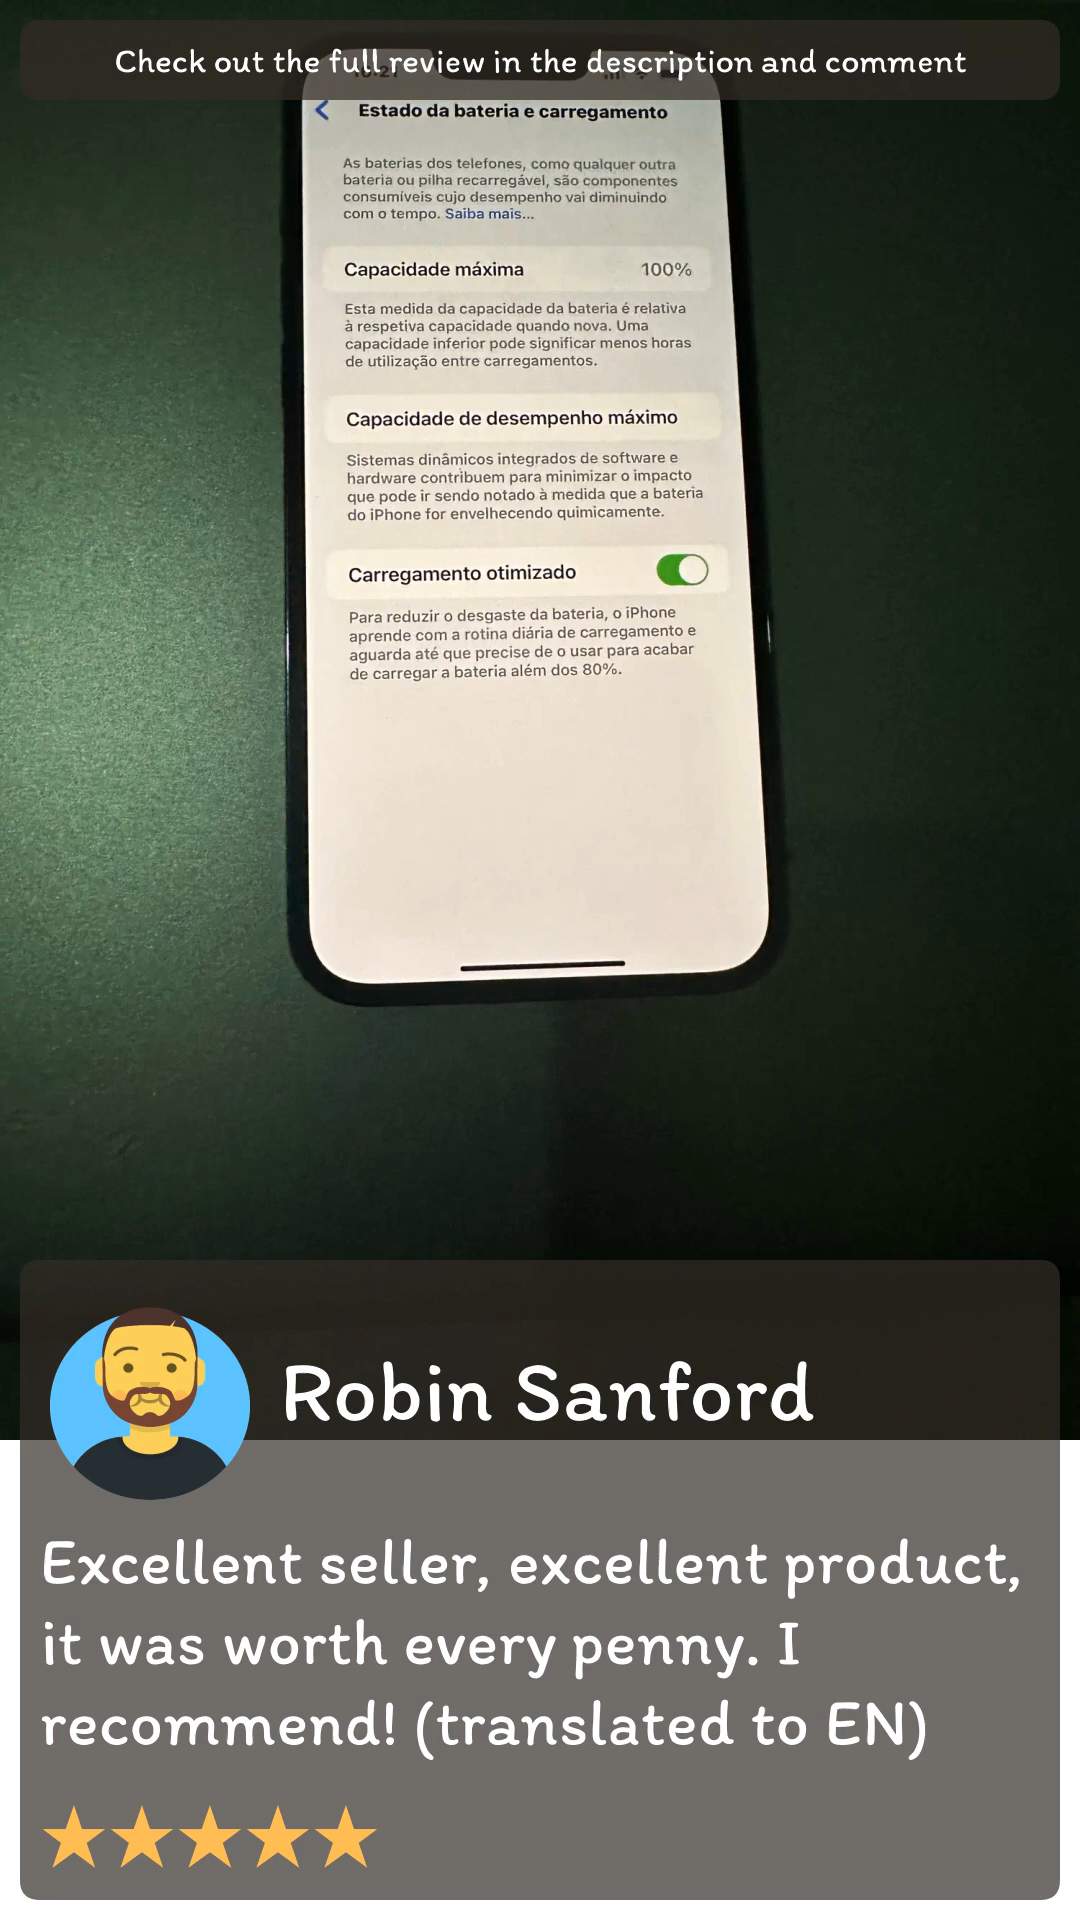 Check out the full review in the description and comment
Estado da bateria e carregamento
As baterias dos telefones, como qualquer outra
bateria ou pilha recarregável, são componentes
consumíveis cujo desempenho vai diminuindo
com o tempo. Saiba mais...
Capacidade máxima 100%
Esta medida da capacidade da bateria é relativa
à respetiva capacidade quando nova. Uma
capacidade inferior pode significar menos horas
de utilização entre carregamentos.
Capacidade de desempenho máximo
Sistemas dinâmicos integrados de software e
hardware contribuem para minimizar o impacto
que pode ir sendo notado à medida que a bateria
do iPhone for envelhecendo quimicamente.
Carregamento otimizado
Para reduzir o desgaste da bateria, o iPhone
aprende com a rotina diária de carregamento e
aguarda até que precise de o usar para acabar
de carregar a bateria além dos 80%.
Robin Sanford
Excellent seller, excellent product,
it was worth every penny. I
recommend! (translated to EN)